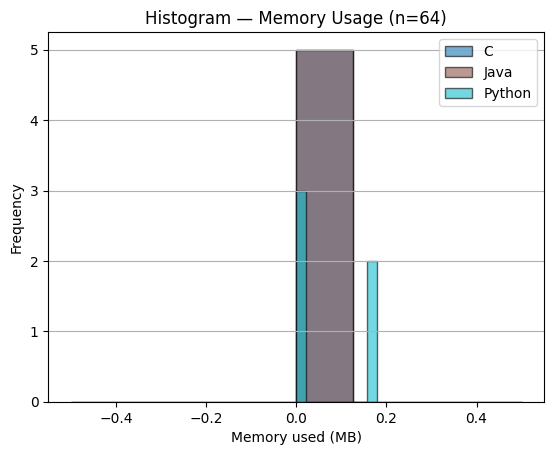 Histogram — Memory Usage (n=64)
C
Java
Python
Frequency
5
4
3
2
1
0
−0.4
−0.2
0.0
0.2
0.4
Memory used (MB)